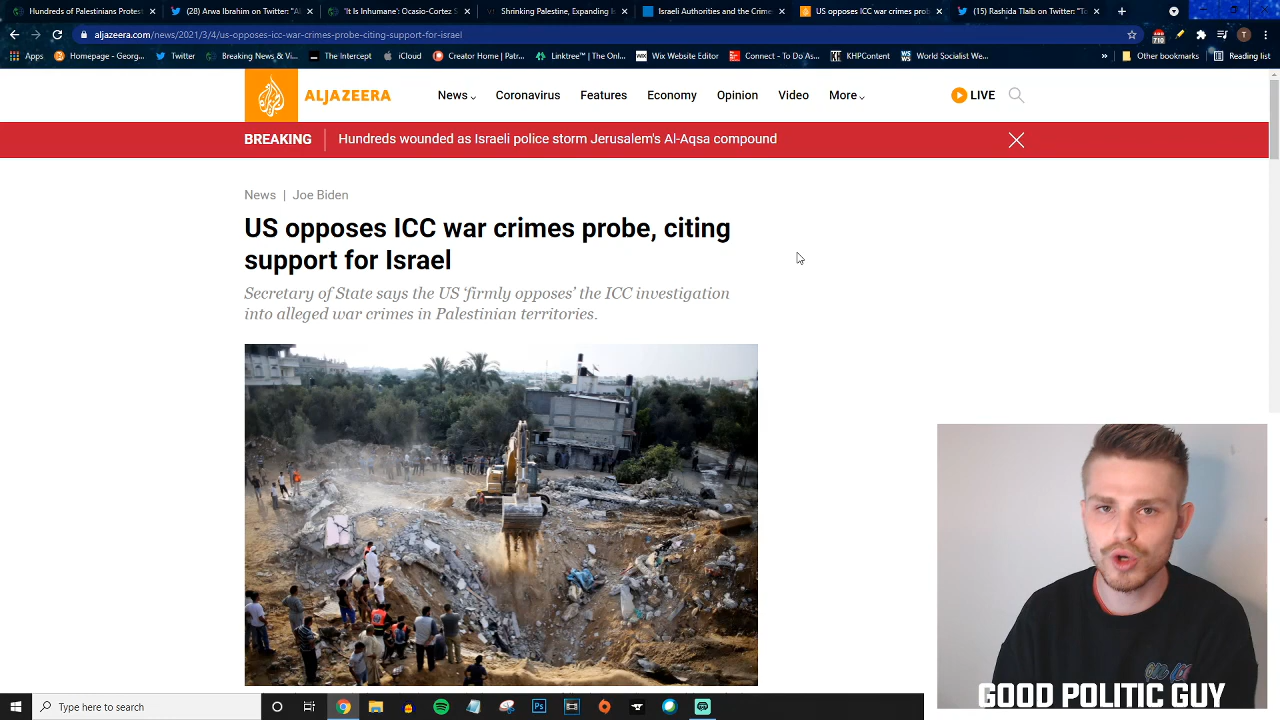 Hundreds of Palestinians Protest
(28) Arwa Ibrahim on Twitter: "Al
'It Is Inhumane': Ocasio-Cortez S
Shrinking Palestine, Expanding I
Israeli Authorities and the Crime
US opposes ICC war crimes prob
(15) Rashida Tlaib on Twitter: "To
aljazeera.com/news/2021/3/4/us-opposes-icc-war-crimes-probe-citing-support-for-israel
710
T
Apps
Homepage - Georg...
Twitter
Breaking News & Vi...
The Intercept
iCloud
Creator Home | Patr...
Linktree™ | The Onl...
Wix Website Editor
Connect - To Do As...
KHPContent
World Socialist We...
»
Other bookmarks
Reading list
ALJAZEERA
News
Coronavirus
Features
Economy
Opinion
Video
More
LIVE
BREAKING
Hundreds wounded as Israeli police storm Jerusalem's Al-Aqsa compound
News | Joe Biden
US opposes ICC war crimes probe, citing
support for Israel
Secretary of State says the US ‘firmly opposes’ the ICC investigation
into alleged war crimes in Palestinian territories.
GOOD POLITIC GUY
Type here to search